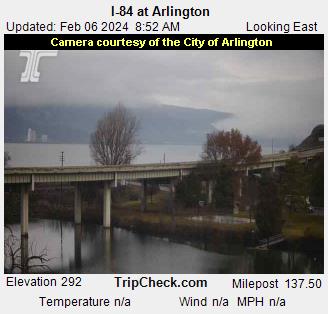 I-84 at Arlington
Updated: Feb 06 2024 8:52 AM Looking East
Camera courtesy of the City of Arlington
Elevation 292 TripCheck.com Milepost 137.50
Temperature n/a Wind n/a MPH n/a